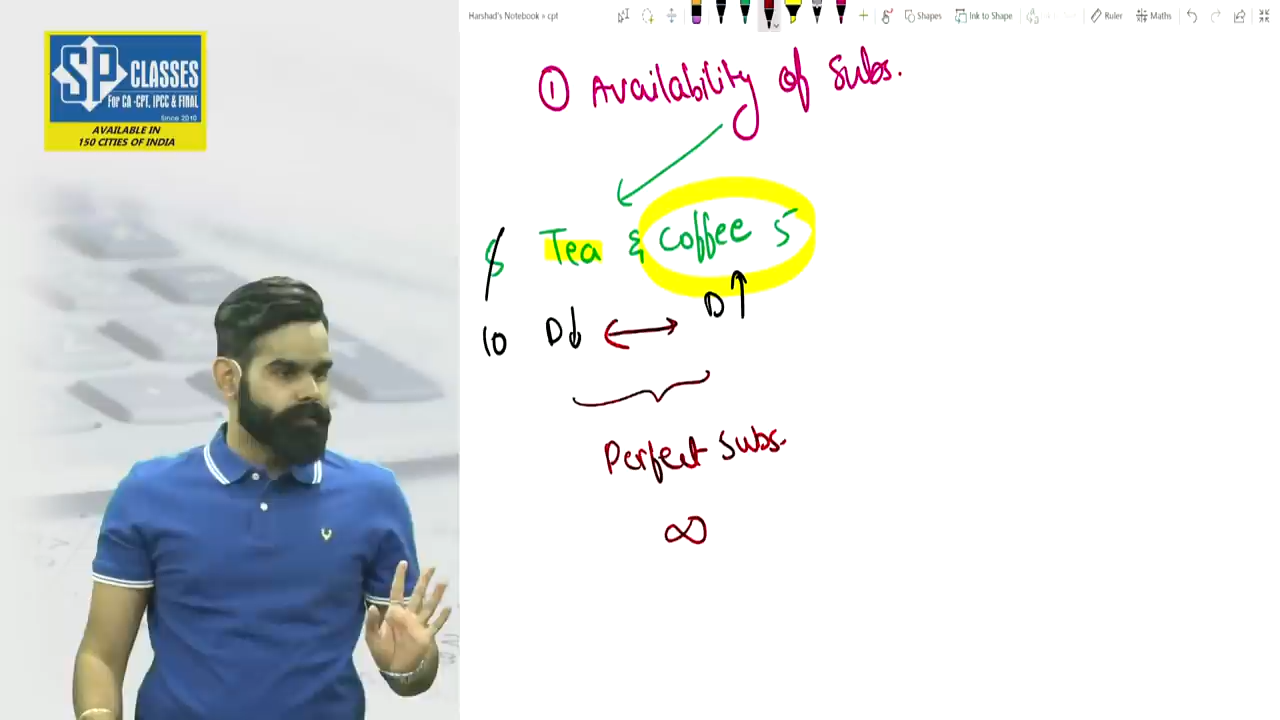 Harshad's Notebook » cpt
Shapes
Ink to Shape
Ruler
Maths
SP CLASSES
For CA -CPT, IPCC & FINAL
Since 2010
AVAILABLE IN
150 CITIES OF INDIA
① Availability of Subs.
Tea & Coffee 5
10 D↓ ↔ D↑
Perfect Subs.
∞